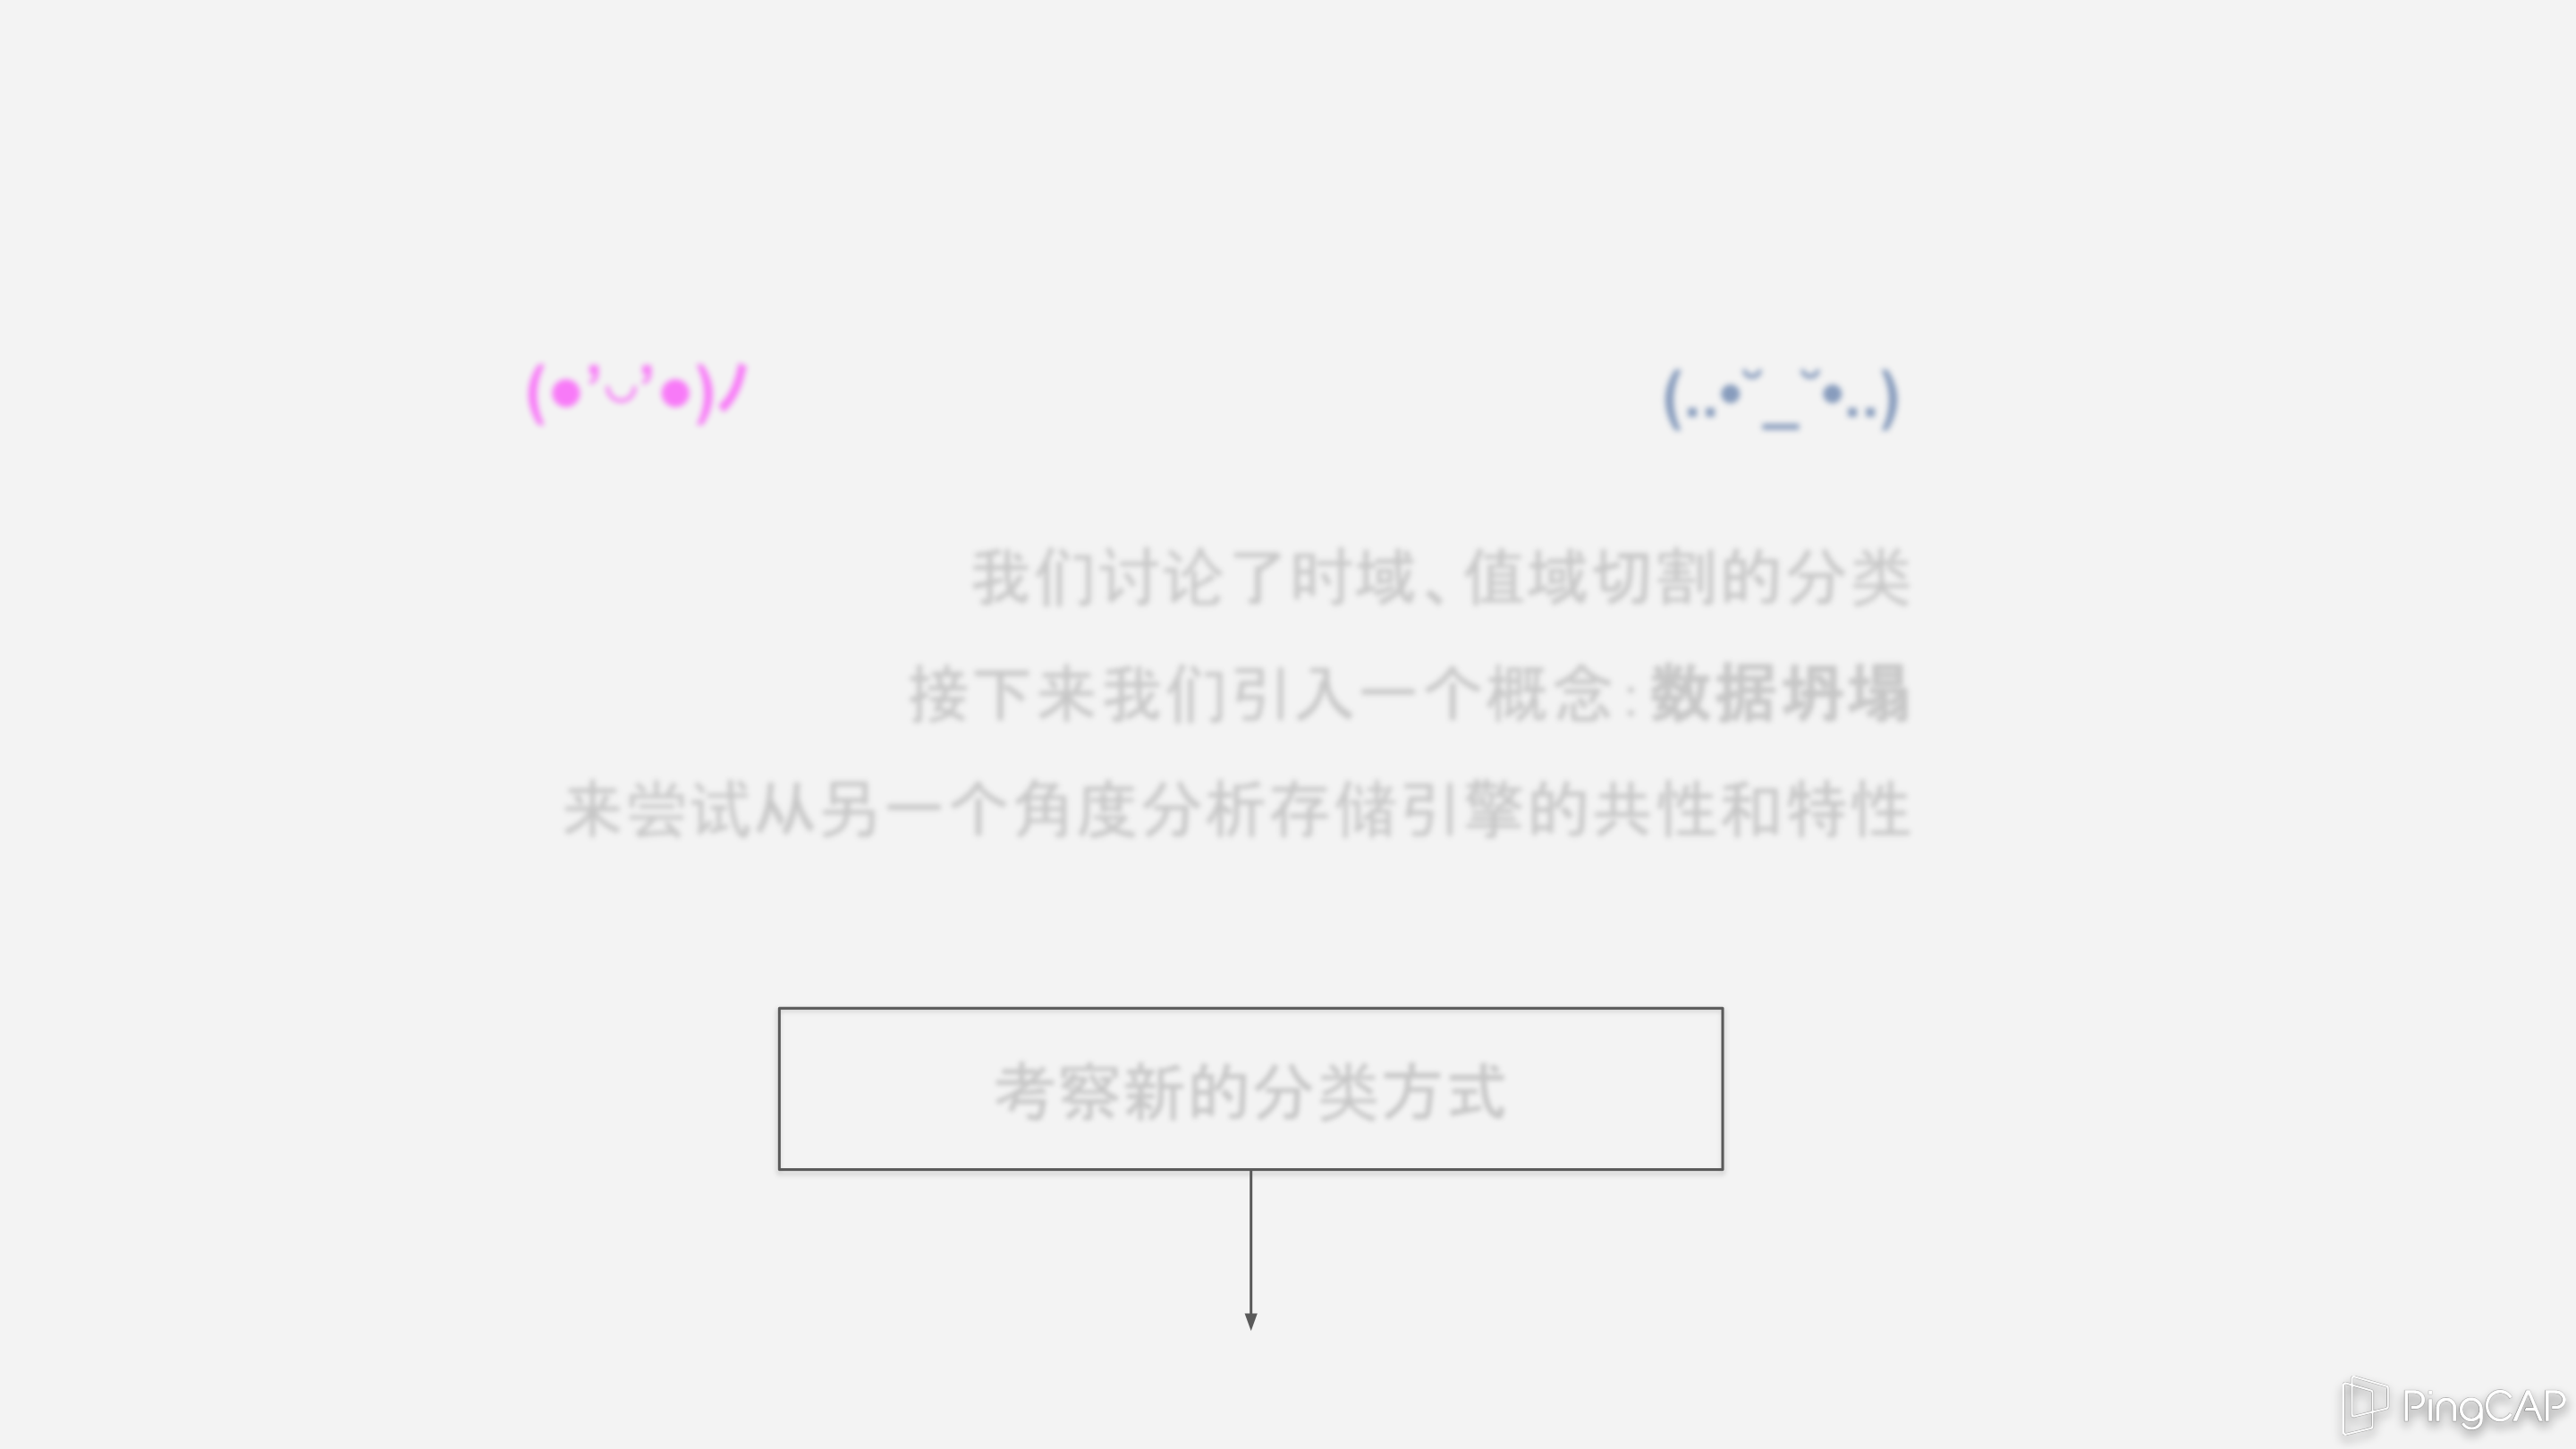 (●’◡’●)ﾉ
(..•˘_˘•..)
我们讨论了时域、值域切割的分类
接下来我们引入一个概念：数据坍塌
来尝试从另一个角度分析存储引擎的共性和特性
考察新的分类方式
PingCAP